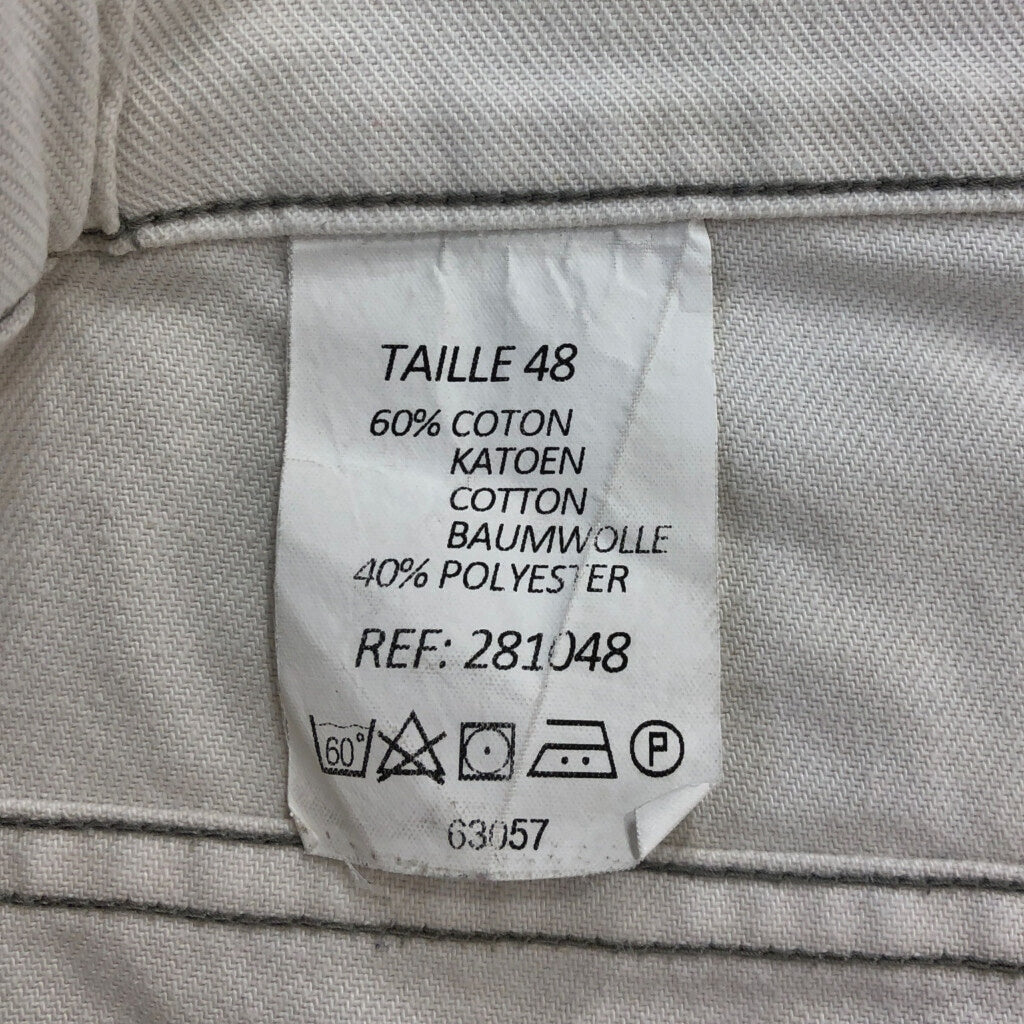 TAILLE 48
60% COTON
KATOEN
COTTON
BAUMWOLLE
40% POLYESTER
REF: 281048
60° P
63057